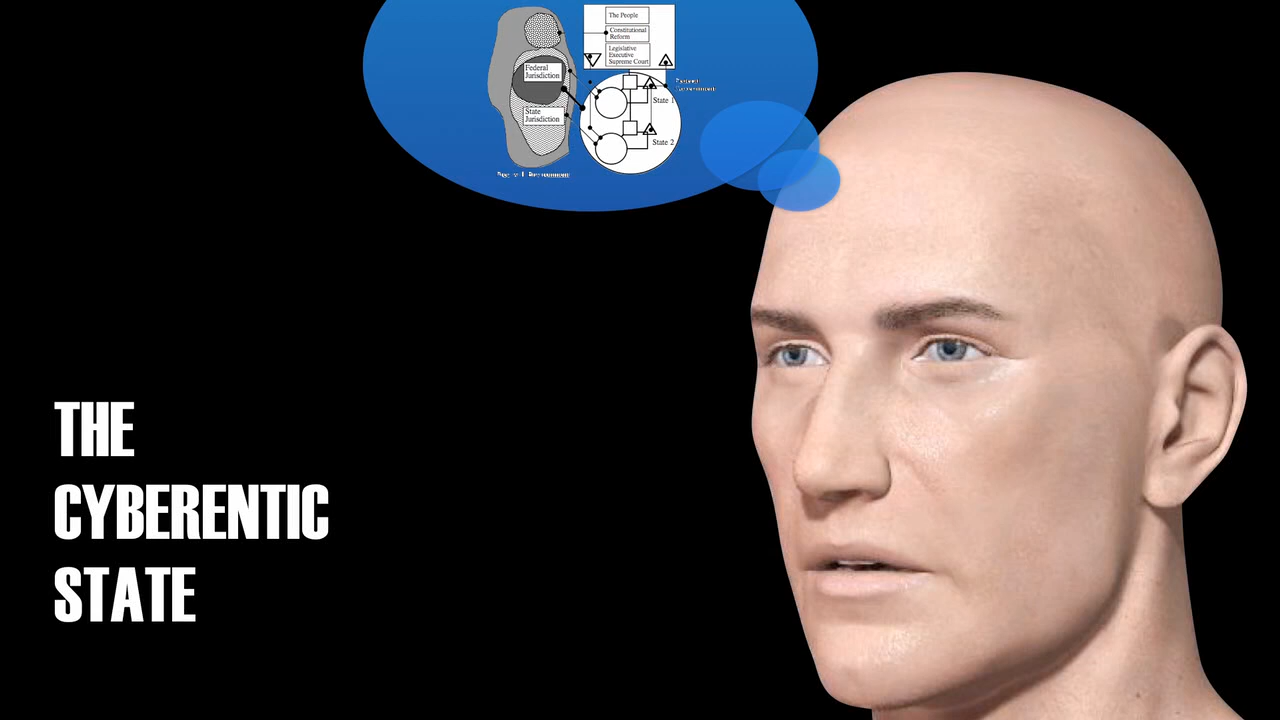 The People
Constitutional
Reform
Legislative
Executive
Supreme Court
Federal
Jurisdiction
State 1
State
Jurisdiction
State 2
THE
CYBERENTIC
STATE